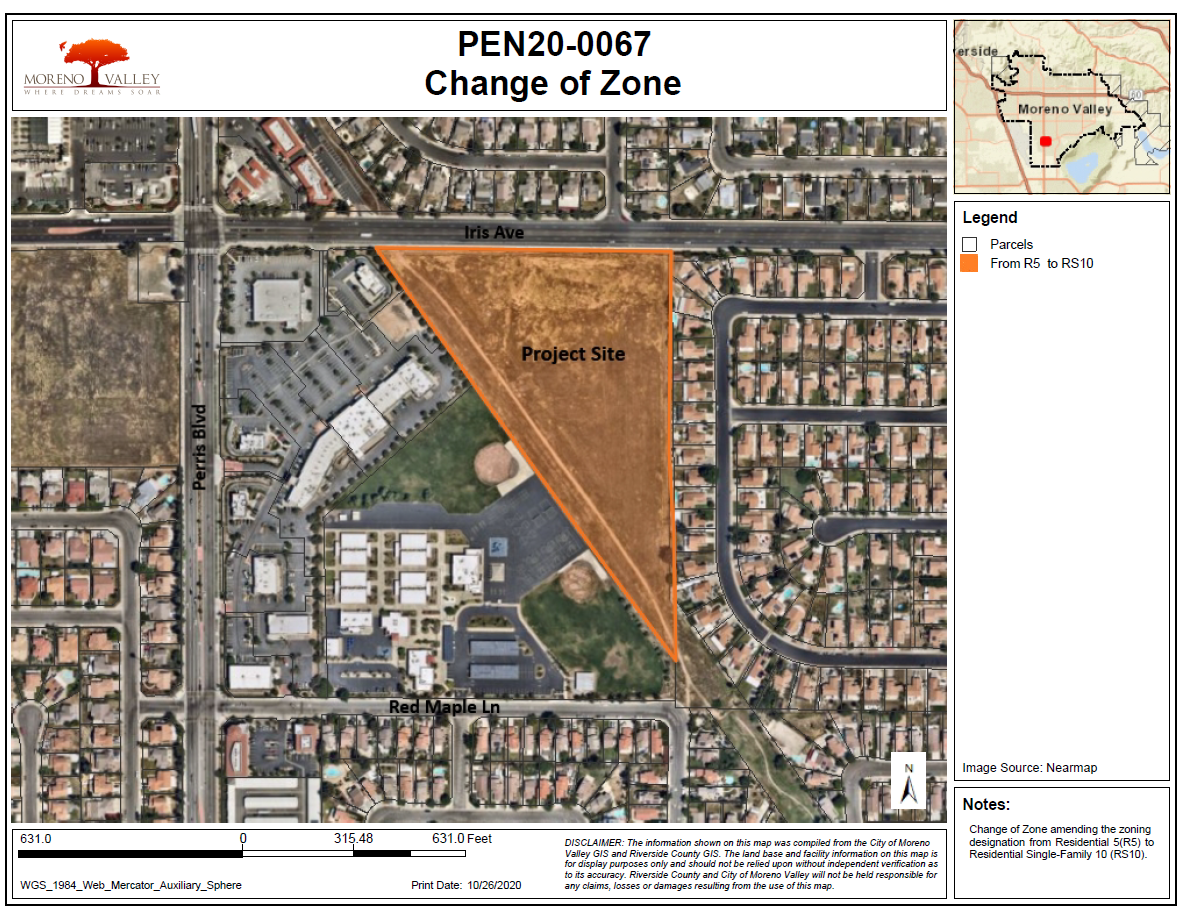 MORENO VALLEY
WHERE DREAMS SOAR
PEN20-0067
Change of Zone
erside
60
Moreno Valley
Iris Ave
Project Site
Perris Blvd
Red Maple Ln
N
Legend
Parcels
From R5 to RS10
Image Source: Nearmap
Notes:
Change of Zone amending the zoning
designation from Residential 5(R5) to
Residential Single-Family 10 (RS10).
631.0 0 315.48 631.0 Feet
WGS_1984_Web_Mercator_Auxiliary_Sphere
Print Date: 10/26/2020
DISCLAIMER: The information shown on this map was compiled from the City of Moreno
Valley GIS and Riverside County GIS. The land base and facility information on this map is
for display purposes only and should not be relied upon without independent verification as
to its accuracy. Riverside County and City of Moreno Valley will not be held responsible for
any claims, losses or damages resulting from the use of this map.